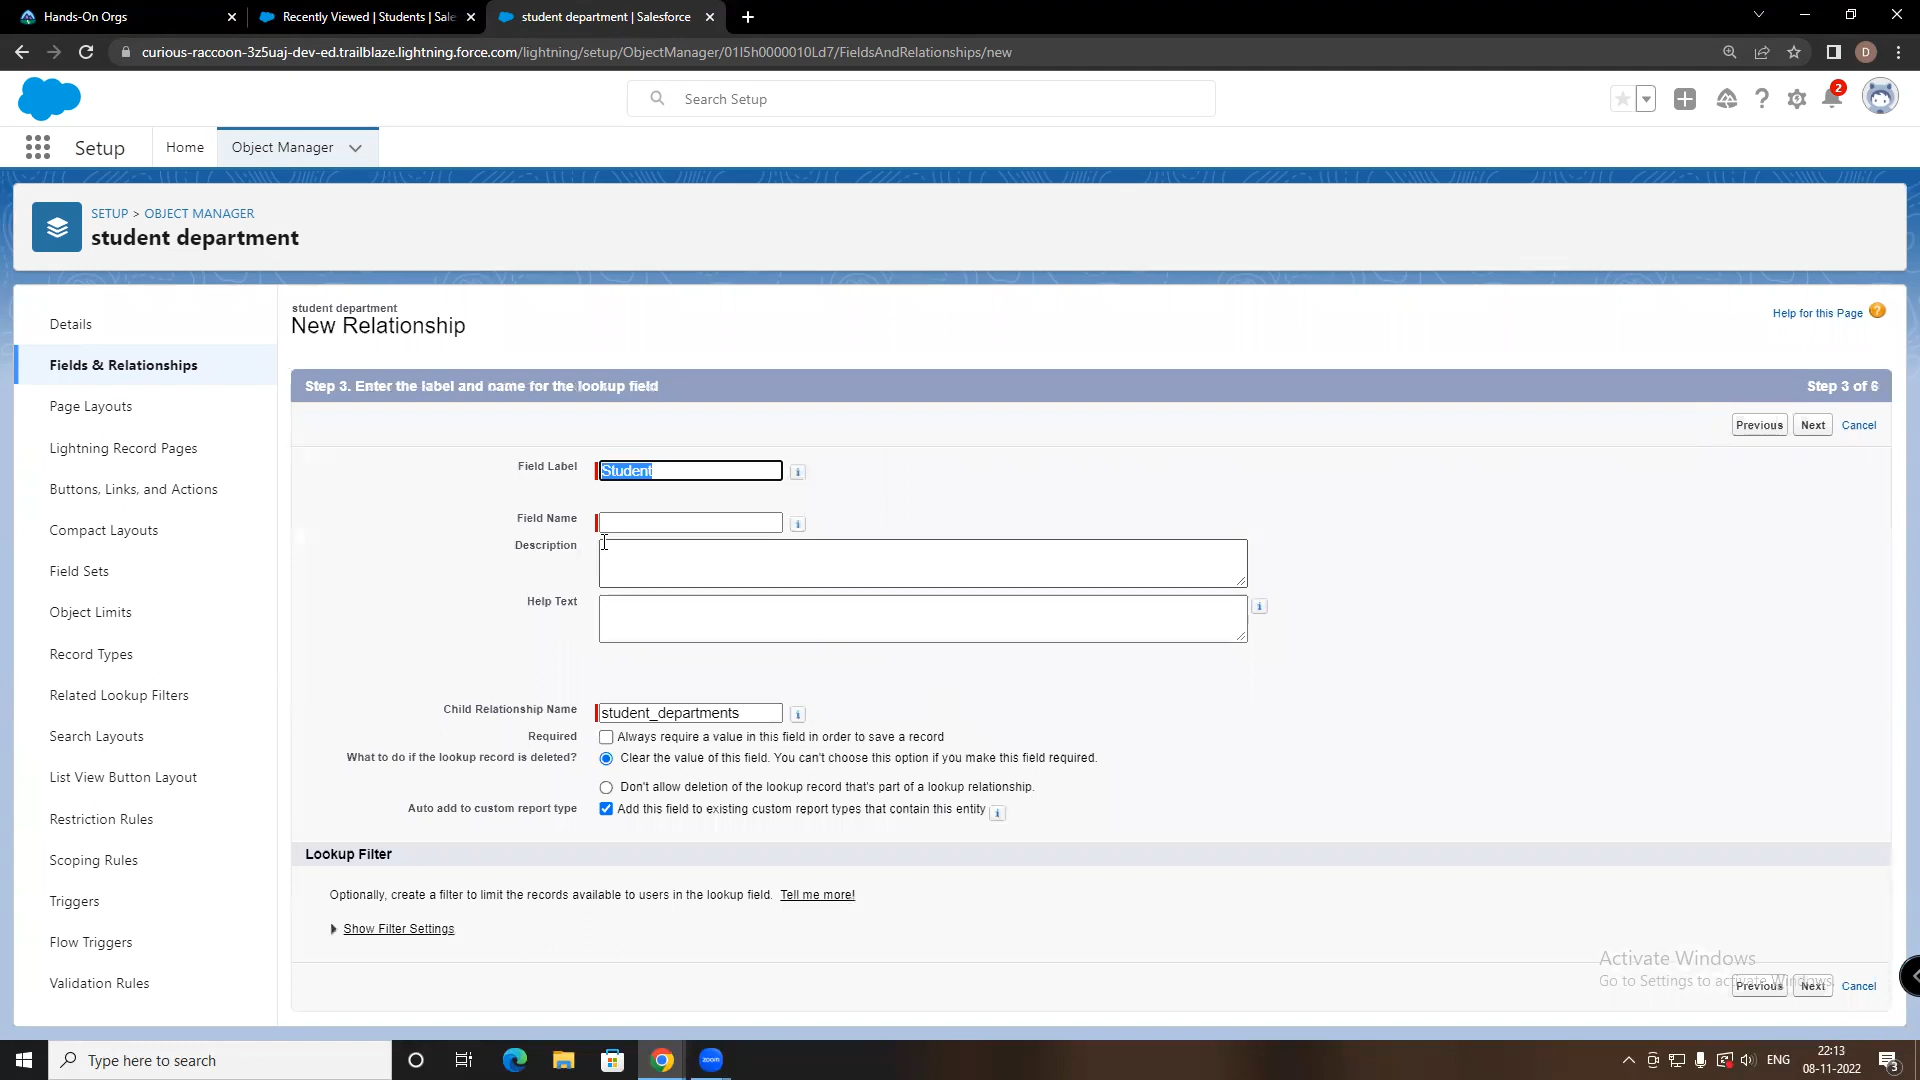 Hands-On Orgs
Recently Viewed | Students | Sale
student department | Salesforce
curious-raccoon-3z5uaj-dev-ed.trailblaze.lightning.force.com/lightning/setup/ObjectManager/01I5h0000010Ld7/FieldsAndRelationships/new
D
Search Setup
2
Setup
Home
Object Manager
SETUP > OBJECT MANAGER
student department
Details
Fields & Relationships
Page Layouts
Lightning Record Pages
Buttons, Links, and Actions
Compact Layouts
Field Sets
Object Limits
Record Types
Related Lookup Filters
Search Layouts
List View Button Layout
Restriction Rules
Scoping Rules
Triggers
Flow Triggers
Validation Rules
student department
New Relationship
Help for this Page ?
Step 3. Enter the label and name for the lookup field
Step 3 of 6
Previous Next Cancel
Field Label Student i
Field Name i
Description
Help Text i
Child Relationship Name student_departments i
Required Always require a value in this field in order to save a record
What to do if the lookup record is deleted? Clear the value of this field. You can't choose this option if you make this field required.
Don't allow deletion of the lookup record that's part of a lookup relationship.
Auto add to custom report type Add this field to existing custom report types that contain this entity i
Lookup Filter
Optionally, create a filter to limit the records available to users in the lookup field. Tell me more!
Show Filter Settings
Activate Windows
Go to Settings to activate Windows.
Previous Next Cancel
Type here to search
zoom
ENG
22:13
08-11-2022
3